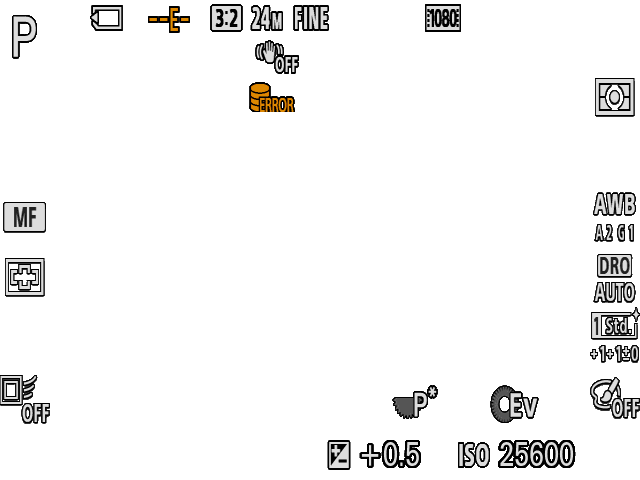 P E 3:2 24M FINE 1080
OFF
ERROR
MF
AWB
A2 G1
DRO
AUTO
1 Std.
+1+1±0
OFF P* EV OFF
+0.5 ISO 25600